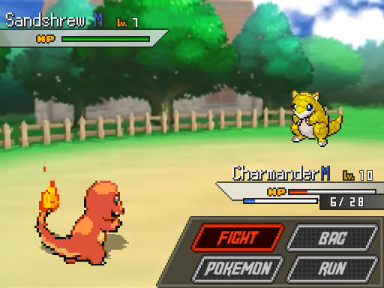 Sandshrew M Lv. 7
HP
Charmander M Lv. 10
HP
6/ 28
FIGHT
BAG
POKEMON
RUN